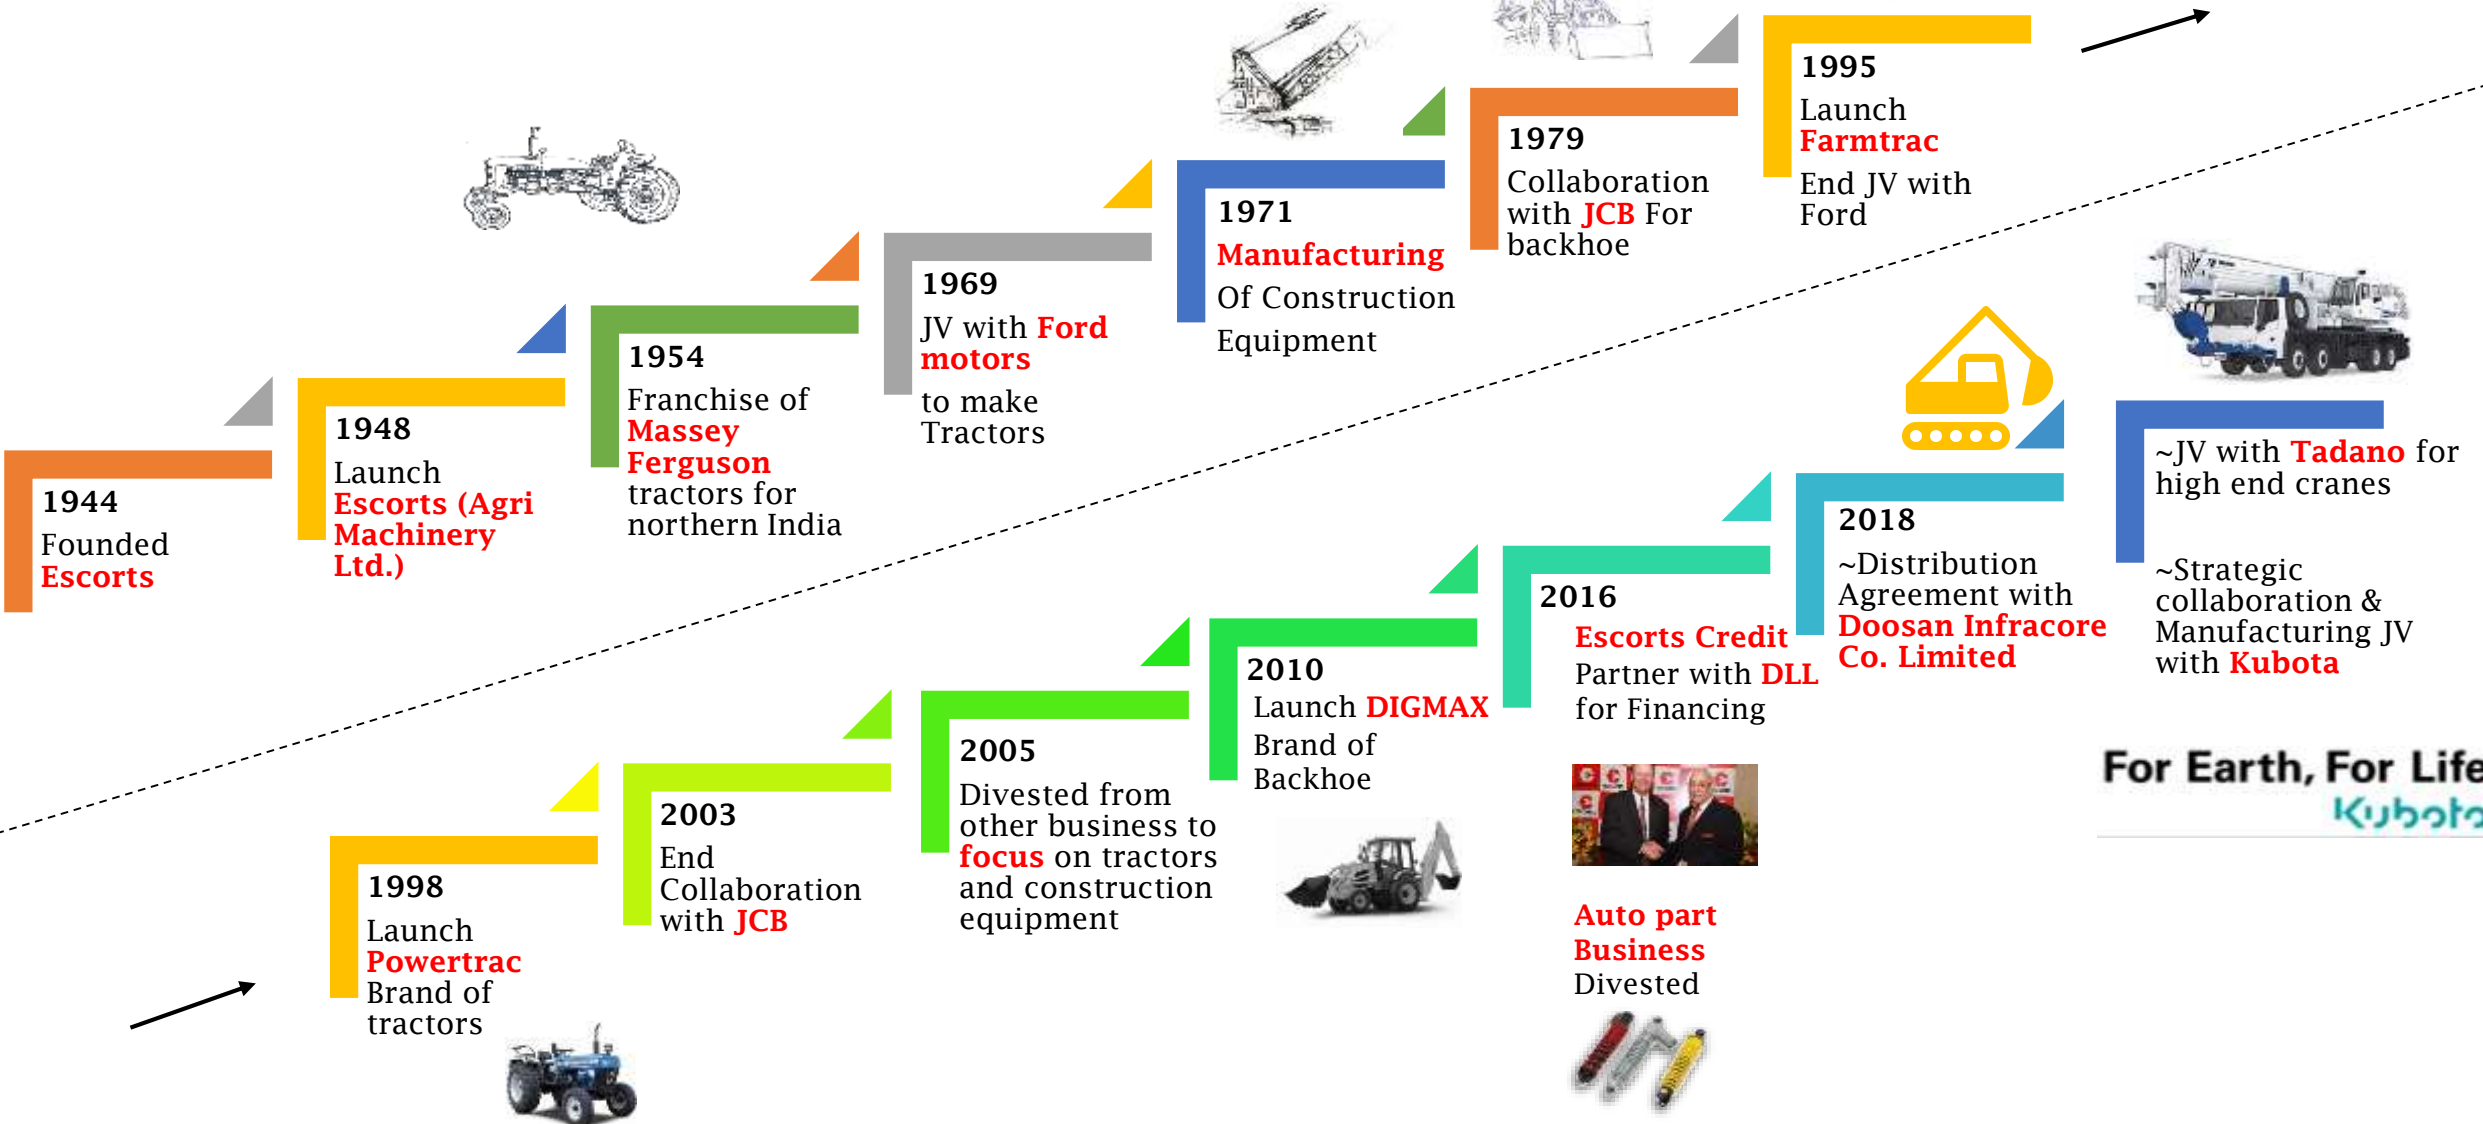 1944
Founded
Escorts
1948
Launch
Escorts (Agri
Machinery
Ltd.)
1954
Franchise of
Massey
Ferguson
tractors for
northern India
1969
JV with Ford
motors
to make
Tractors
1971
Manufacturing
Of Construction
Equipment
1979
Collaboration
with JCB For
backhoe
1995
Launch
Farmtrac
End JV with
Ford
1998
Launch
Powertrac
Brand of
tractors
2003
End
Collaboration
with JCB
2005
Divested from
other business to
focus on tractors
and construction
equipment
2010
Launch DIGMAX
Brand of
Backhoe
2016
Escorts Credit
Partner with DLL
for Financing
Auto part
Business
Divested
2018
~Distribution
Agreement with
Doosan Infracore
Co. Limited
~JV with Tadano for
high end cranes
~Strategic
collaboration &
Manufacturing JV
with Kubota
For Earth, For Life
Kubota